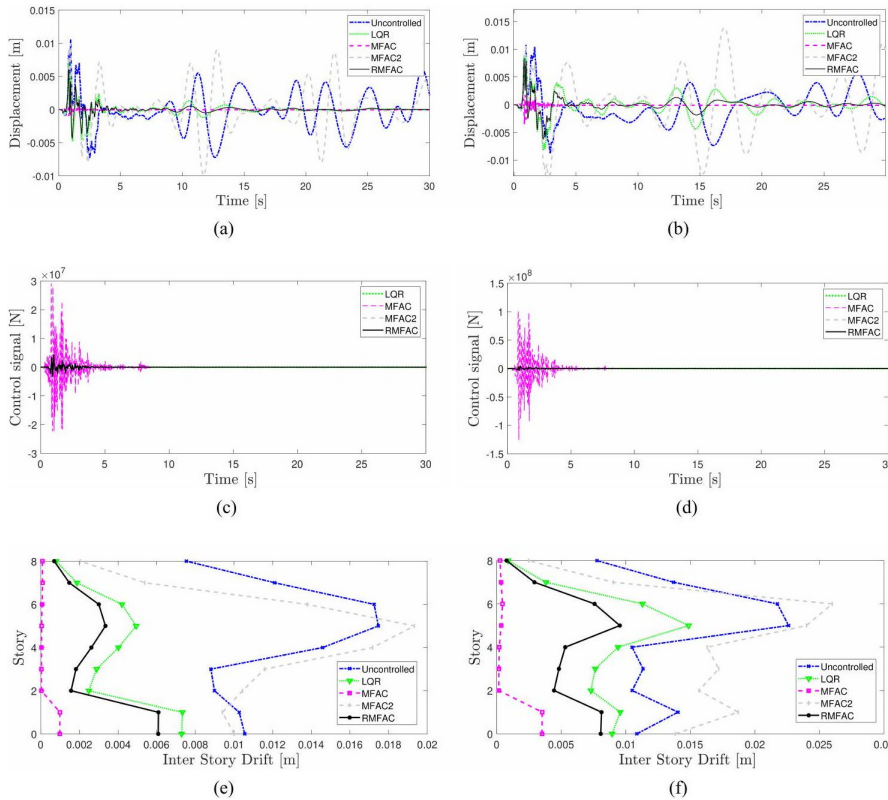 0.015
0.01
0.005
0
-0.005
-0.01
Displacement [m]
0 5 10 15 20 25 30
Time [s]
Uncontrolled
LQR
MFAC
MFAC2
RMFAC
(a)
0.015
0.01
0.005
0
-0.005
-0.01
Displacement [m]
0 5 10 15 20 25
Time [s]
Uncontrolled
LQR
MFAC
MFAC2
RMFAC
(b)
×10⁷
3
2
1
0
-1
-2
-3
Control signal [N]
0 5 10 15 20 25 30
Time [s]
LQR
MFAC
MFAC2
RMFAC
(c)
×10⁸
1.5
1
0.5
0
-0.5
-1
-1.5
Control signal [N]
0 5 10 15 20 25 30
Time [s]
LQR
MFAC
MFAC2
RMFAC
(d)
8
6
4
2
0
Story
0 0.002 0.004 0.006 0.008 0.01 0.012 0.014 0.016 0.018 0.02
Inter Story Drift [m]
Uncontrolled
LQR
MFAC
MFAC2
RMFAC
(e)
8
6
4
2
0
Story
0 0.005 0.01 0.015 0.02 0.025 0.0
Inter Story Drift [m]
Uncontrolled
LQR
MFAC
MFAC2
RMFAC
(f)